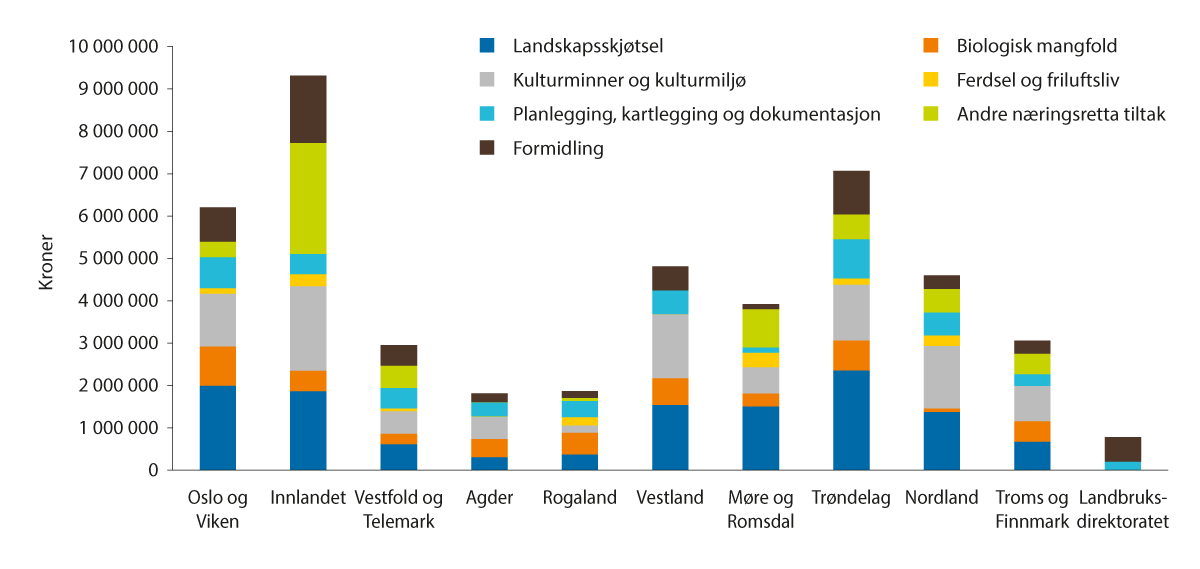 Landskapsskjøtsel
Kulturminner og kulturmiljø
Planlegging, kartlegging og dokumentasjon
Formidling
Biologisk mangfold
Ferdsel og friluftsliv
Andre næringsretta tiltak
Kroner
10 000 000
9 000 000
8 000 000
7 000 000
6 000 000
5 000 000
4 000 000
3 000 000
2 000 000
1 000 000
0
Oslo og
Viken
Innlandet
Vestfold og
Telemark
Agder
Rogaland
Vestland
Møre og
Romsdal
Trøndelag
Nordland
Troms og
Finnmark
Landbruks-
direktoratet